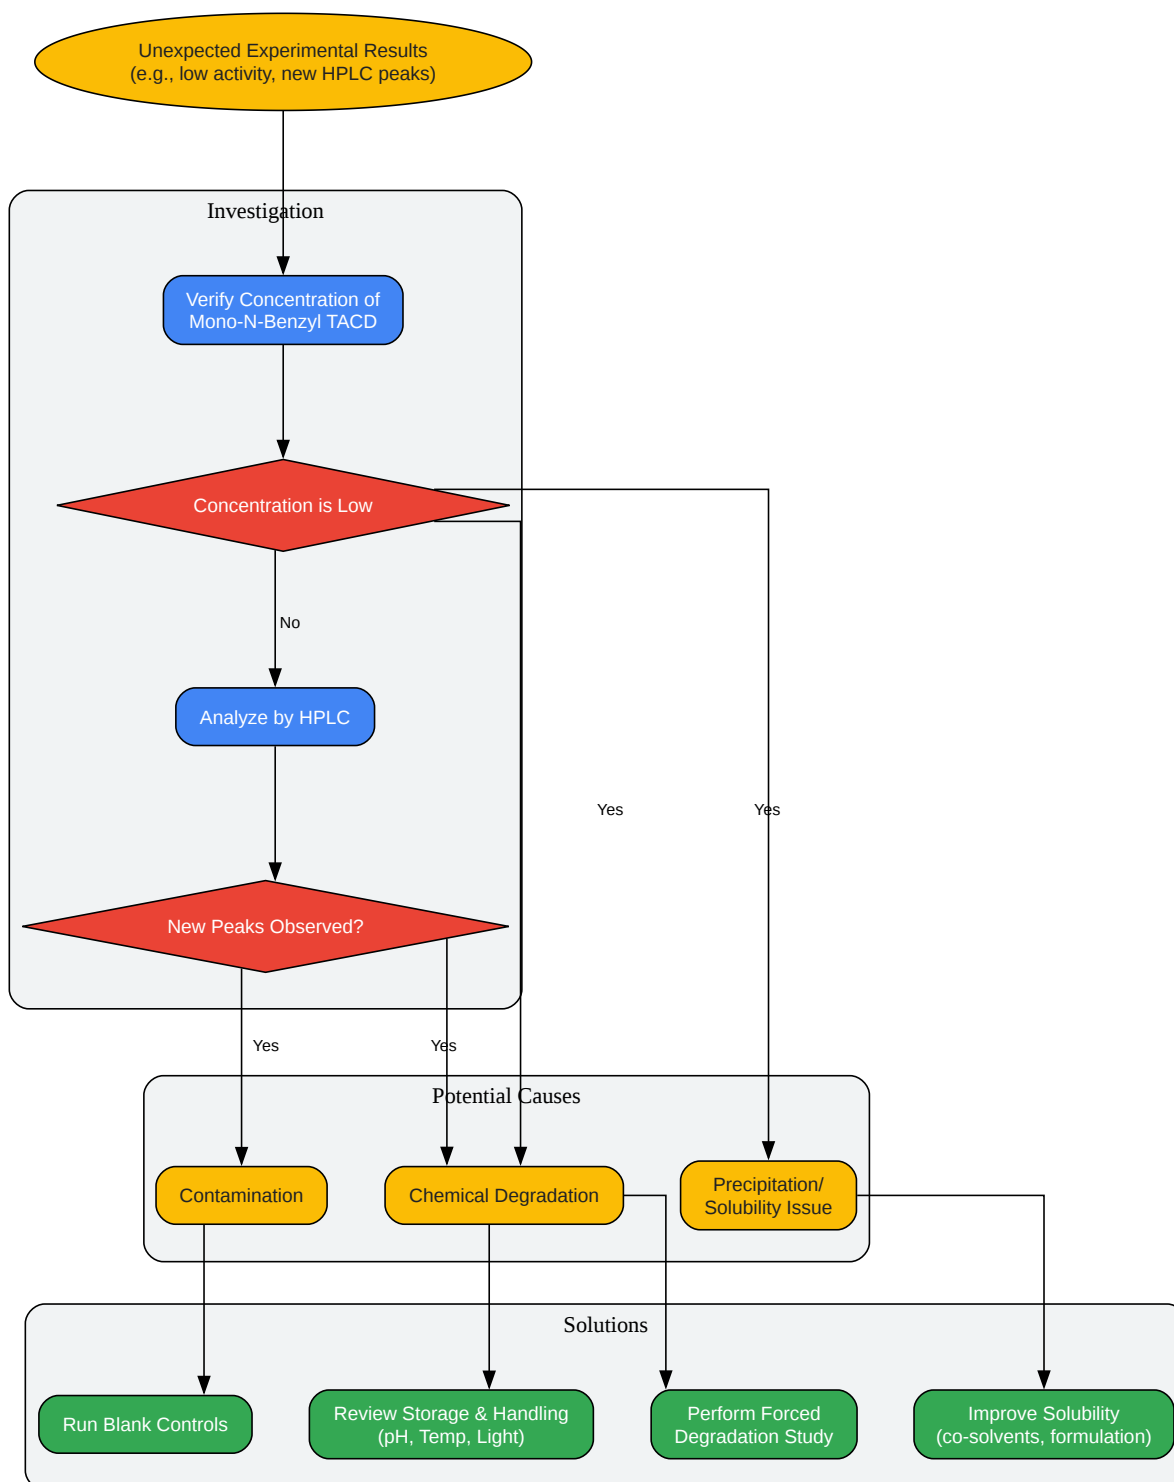 Unexpected Experimental Results
(e.g., low activity, new HPLC peaks)
Investigation
Verify Concentration of
Mono-N-Benzyl TACD
Concentration is Low
No
Analyze by HPLC
Yes
Yes
New Peaks Observed?
Yes
Yes
Potential Causes
Contamination
Chemical Degradation
Precipitation/
Solubility Issue
Solutions
Run Blank Controls
Review Storage & Handling
(pH, Temp, Light)
Perform Forced
Degradation Study
Improve Solubility
(co-solvents, formulation)